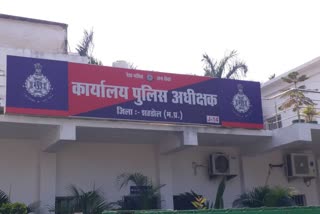 कार्यालय पुलिस अधीक्षक
जिला :- शहडोल (म.प्र.)